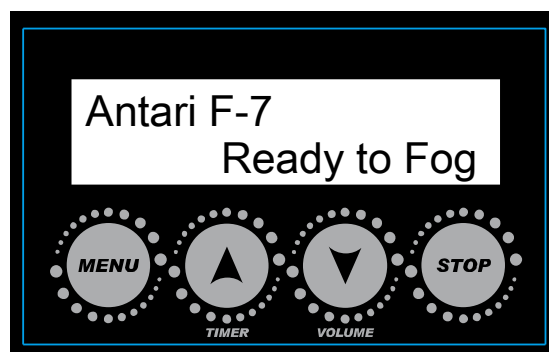 Antari F-7
Ready to Fog
MENU
STOP
TIMER
VOLUME